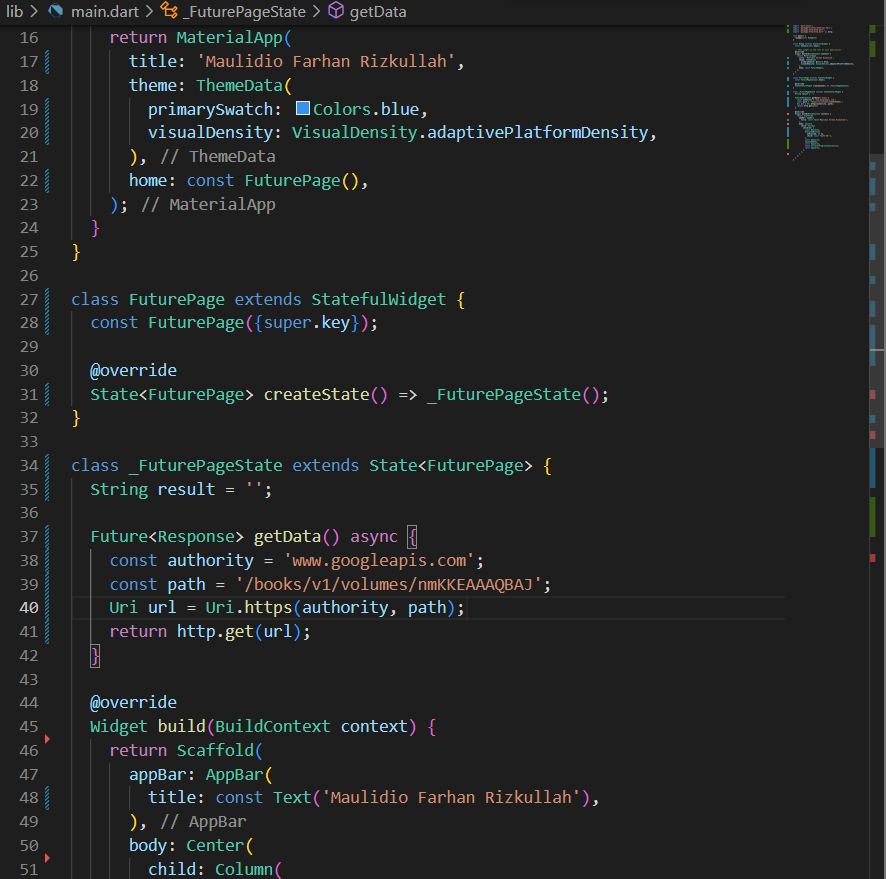 lib > main.dart > _FuturePageState > getData
16 return MaterialApp(
17 title: 'Maulidio Farhan Rizkullah',
18 theme: ThemeData(
19 primarySwatch: Colors.blue,
20 visualDensity: VisualDensity.adaptivePlatformDensity,
21 ), // ThemeData
22 home: const FuturePage(),
23 ); // MaterialApp
24 }
25 }
26
27 class FuturePage extends StatefulWidget {
28 const FuturePage({super.key});
29
30 @override
31 State<FuturePage> createState() => _FuturePageState();
32 }
33
34 class _FuturePageState extends State<FuturePage> {
35 String result = '';
36
37 Future<Response> getData() async {
38 const authority = 'www.googleapis.com';
39 const path = '/books/v1/volumes/nmKKEAAAQBAJ';
40 Uri url = Uri.https(authority, path);
41 return http.get(url);
42 }
43
44 @override
45 Widget build(BuildContext context) {
46 return Scaffold(
47 appBar: AppBar(
48 title: const Text('Maulidio Farhan Rizkullah'),
49 ), // AppBar
50 body: Center(
51 child: Column(